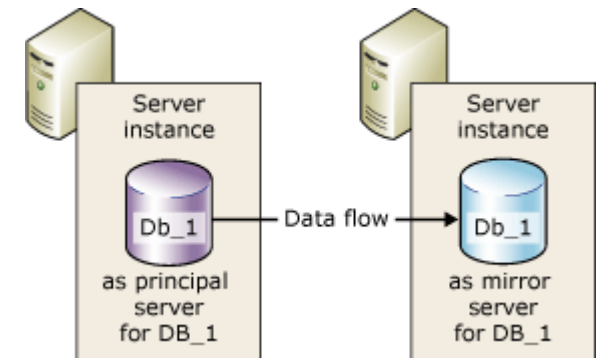 Server
instance
Db_1
as principal
server
for DB_1
Data flow
Server
instance
Db_1
as mirror
server
for DB_1